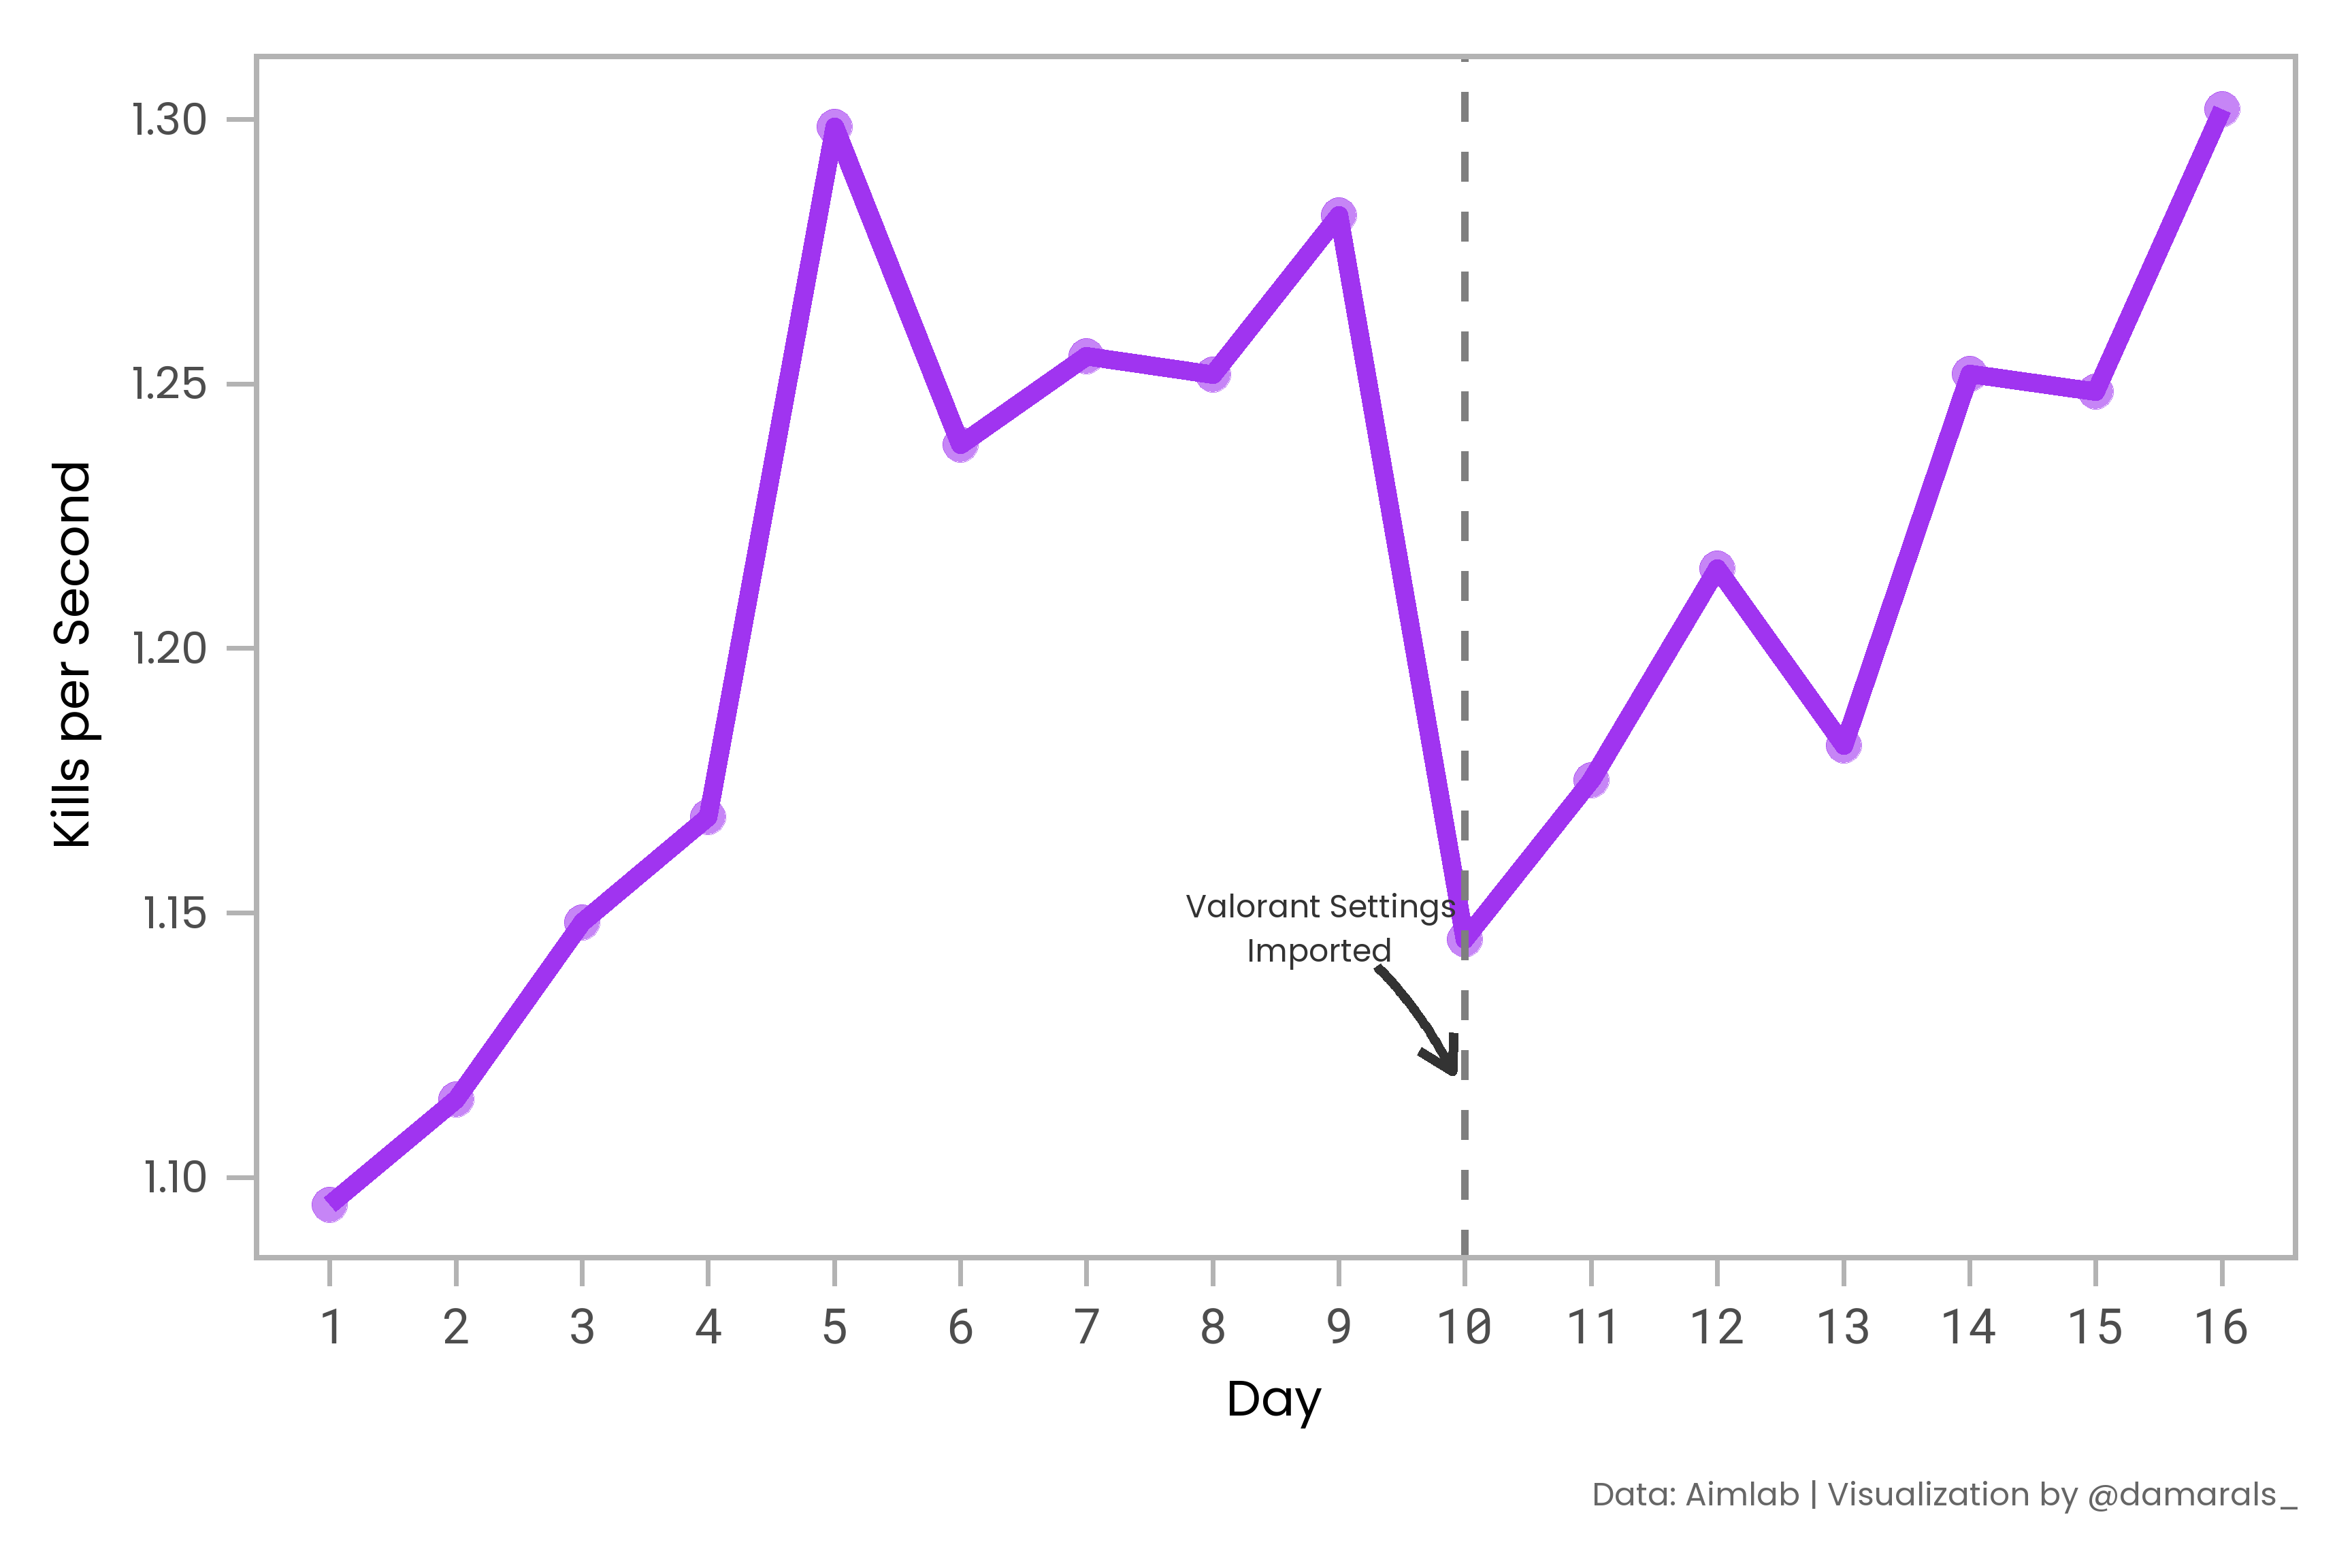 1.30
1.25
1.20
1.15
1.10
Kills per Second
Valorant Settings
Imported
1 2 3 4 5 6 7 8 9 10 11 12 13 14 15 16
Day
Data: Aimlab | Visualization by @damarals_